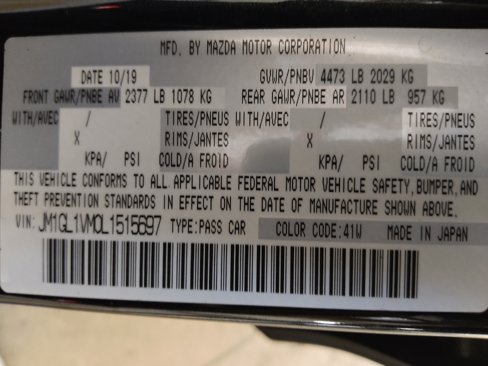 MFD. BY MAZDA MOTOR CORPORATION
DATE 10/19 GVWR/PNBV 4473 LB 2029 KG
FRONT GAWR/PNBE AV 2377 LB 1078 KG REAR GAWR/PNBE AR 2110 LB 957 KG
WITH/AVEC / TIRES/PNEUS WITH/AVEC / TIRES/PNEUS
X RIMS/JANTES X RIMS/JANTES
KPA/ PSI COLD/A FROID KPA/ PSI COLD/A FROID
THIS VEHICLE CONFORMS TO ALL APPLICABLE FEDERAL MOTOR VEHICLE SAFETY, BUMPER, AND
THEFT PREVENTION STANDARDS IN EFFECT ON THE DATE OF MANUFACTURE SHOWN ABOVE.
VIN: JM1GL1VM0L1515697 TYPE:PASS CAR COLOR CODE:41W MADE IN JAPAN